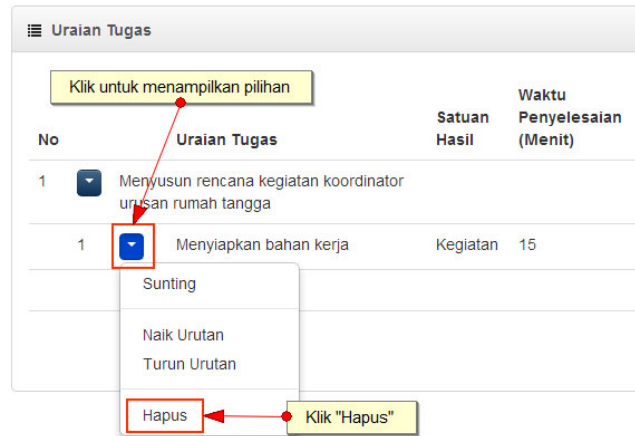 Uraian Tugas
Klik untuk menampilkan pilihan
No
Uraian Tugas
Satuan
Hasil
Waktu
Penyelesaian
(Menit)
1
Menyusun rencana kegiatan koordinator
urusan rumah tangga
1 Menyiapkan bahan kerja Kegiatan 15
Sunting
Naik Urutan
Turun Urutan
Hapus
Klik "Hapus"